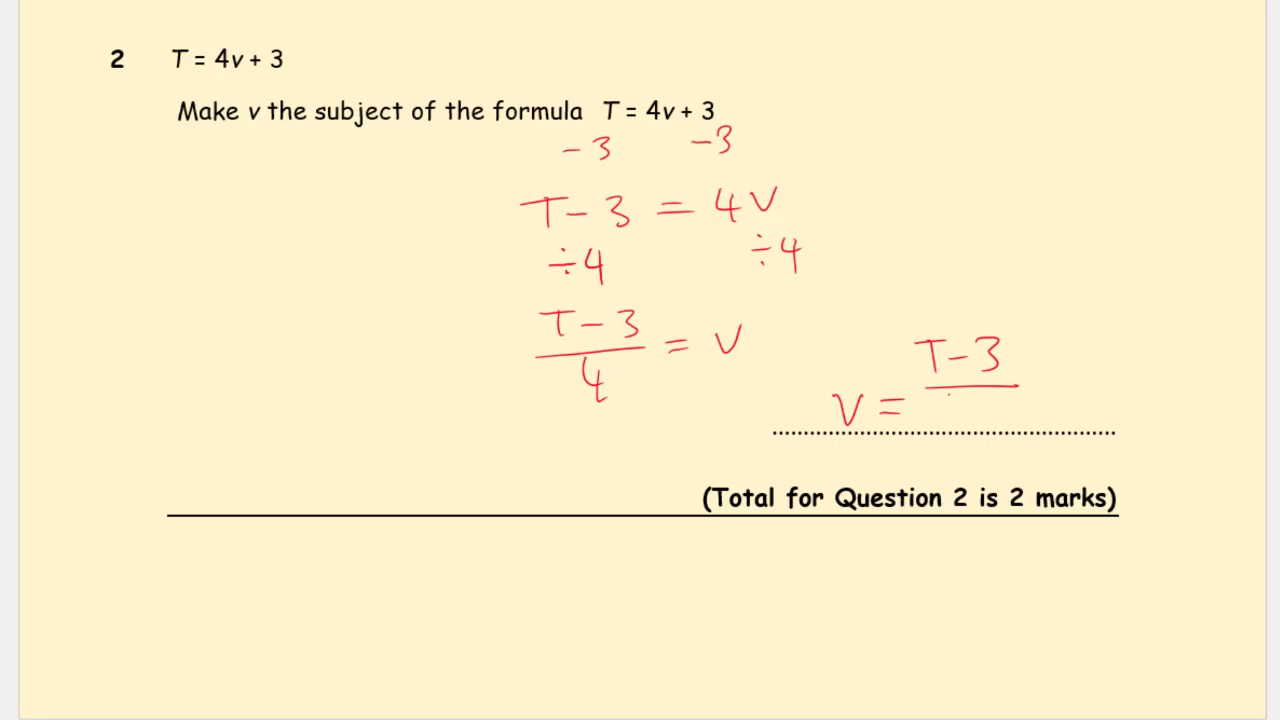 2 T = 4v + 3
Make v the subject of the formula T = 4v + 3
- 3 - 3
T - 3 = 4v
÷4 ÷4
T - 3
= v
4
T - 3
v =
(Total for Question 2 is 2 marks)